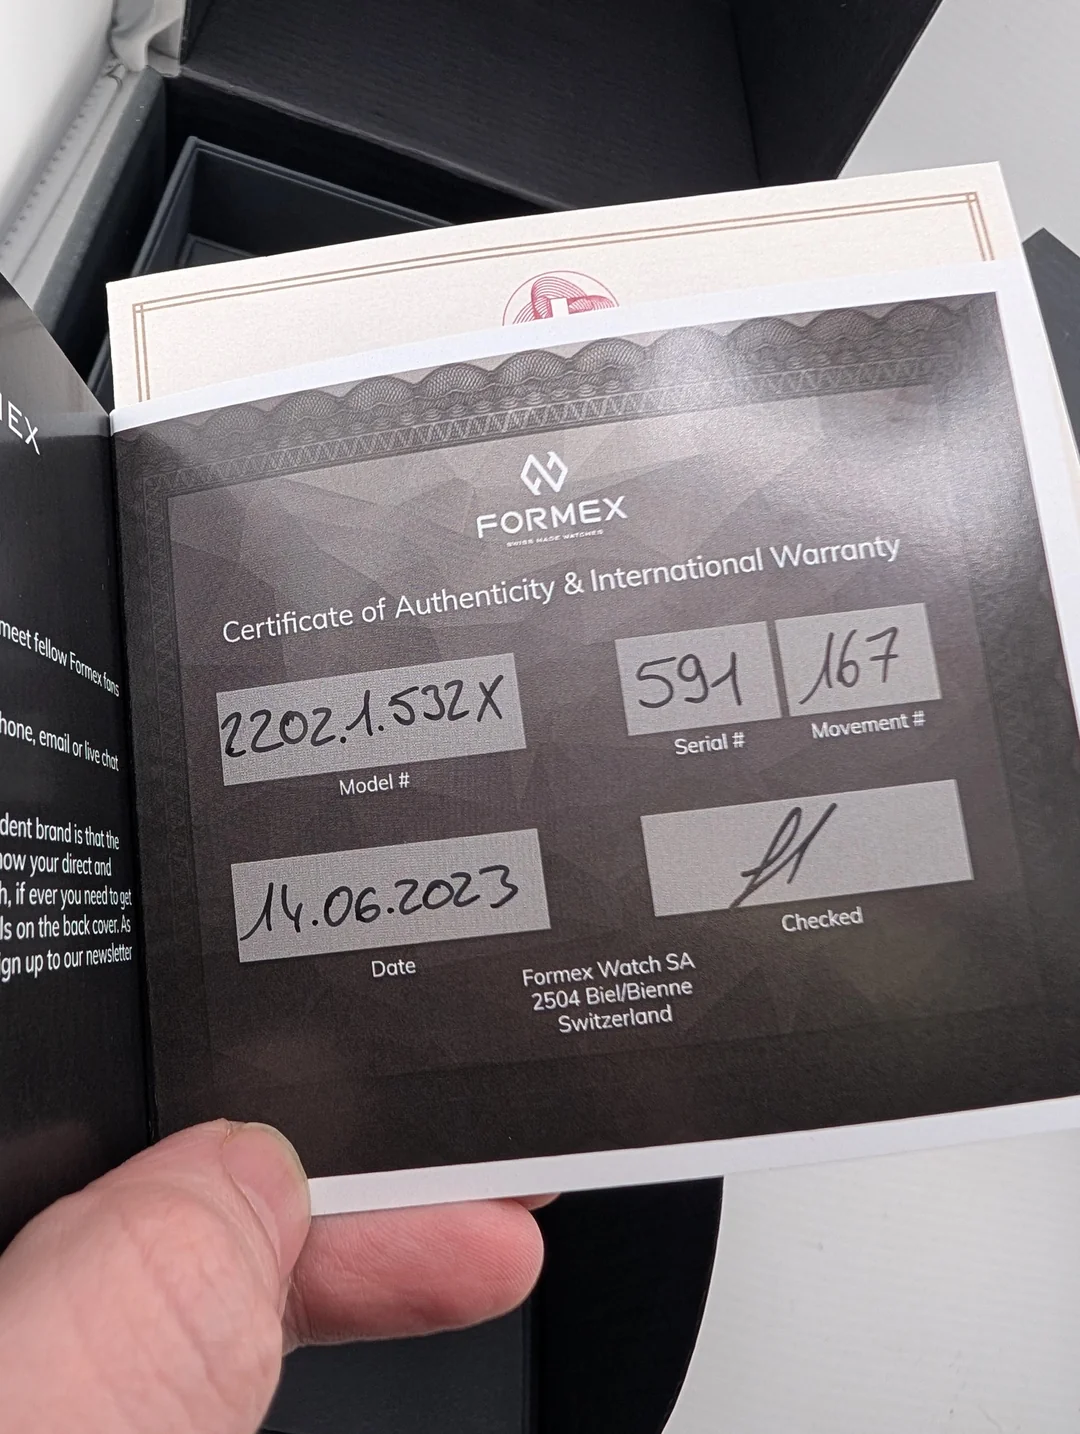 EX
meet fellow Formex fans
phone, email or live chat
dent brand is that the
now your direct and
h, if ever you need to get
ls on the back cover. As
ign up to our newsletter
FORMEX
SWISS MADE WATCHES
Certificate of Authenticity & International Warranty
2202.1.532X
591
167
Model #
Serial #
Movement #
14.06.2023
Date
Checked
Formex Watch SA
2504 Biel/Bienne
Switzerland